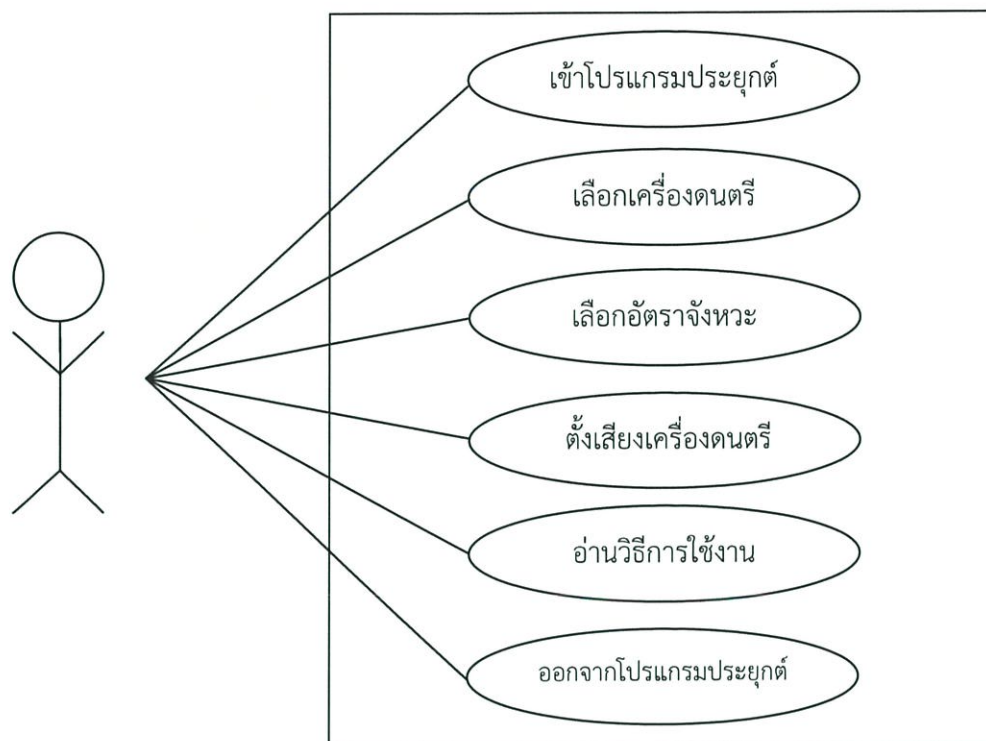 เข้าโปรแกรมประยุกต์
เลือกเครื่องดนตรี
เลือกอัตราจังหวะ
ตั้งเสียงเครื่องดนตรี
อ่านวิธีการใช้งาน
ออกจากโปรแกรมประยุกต์